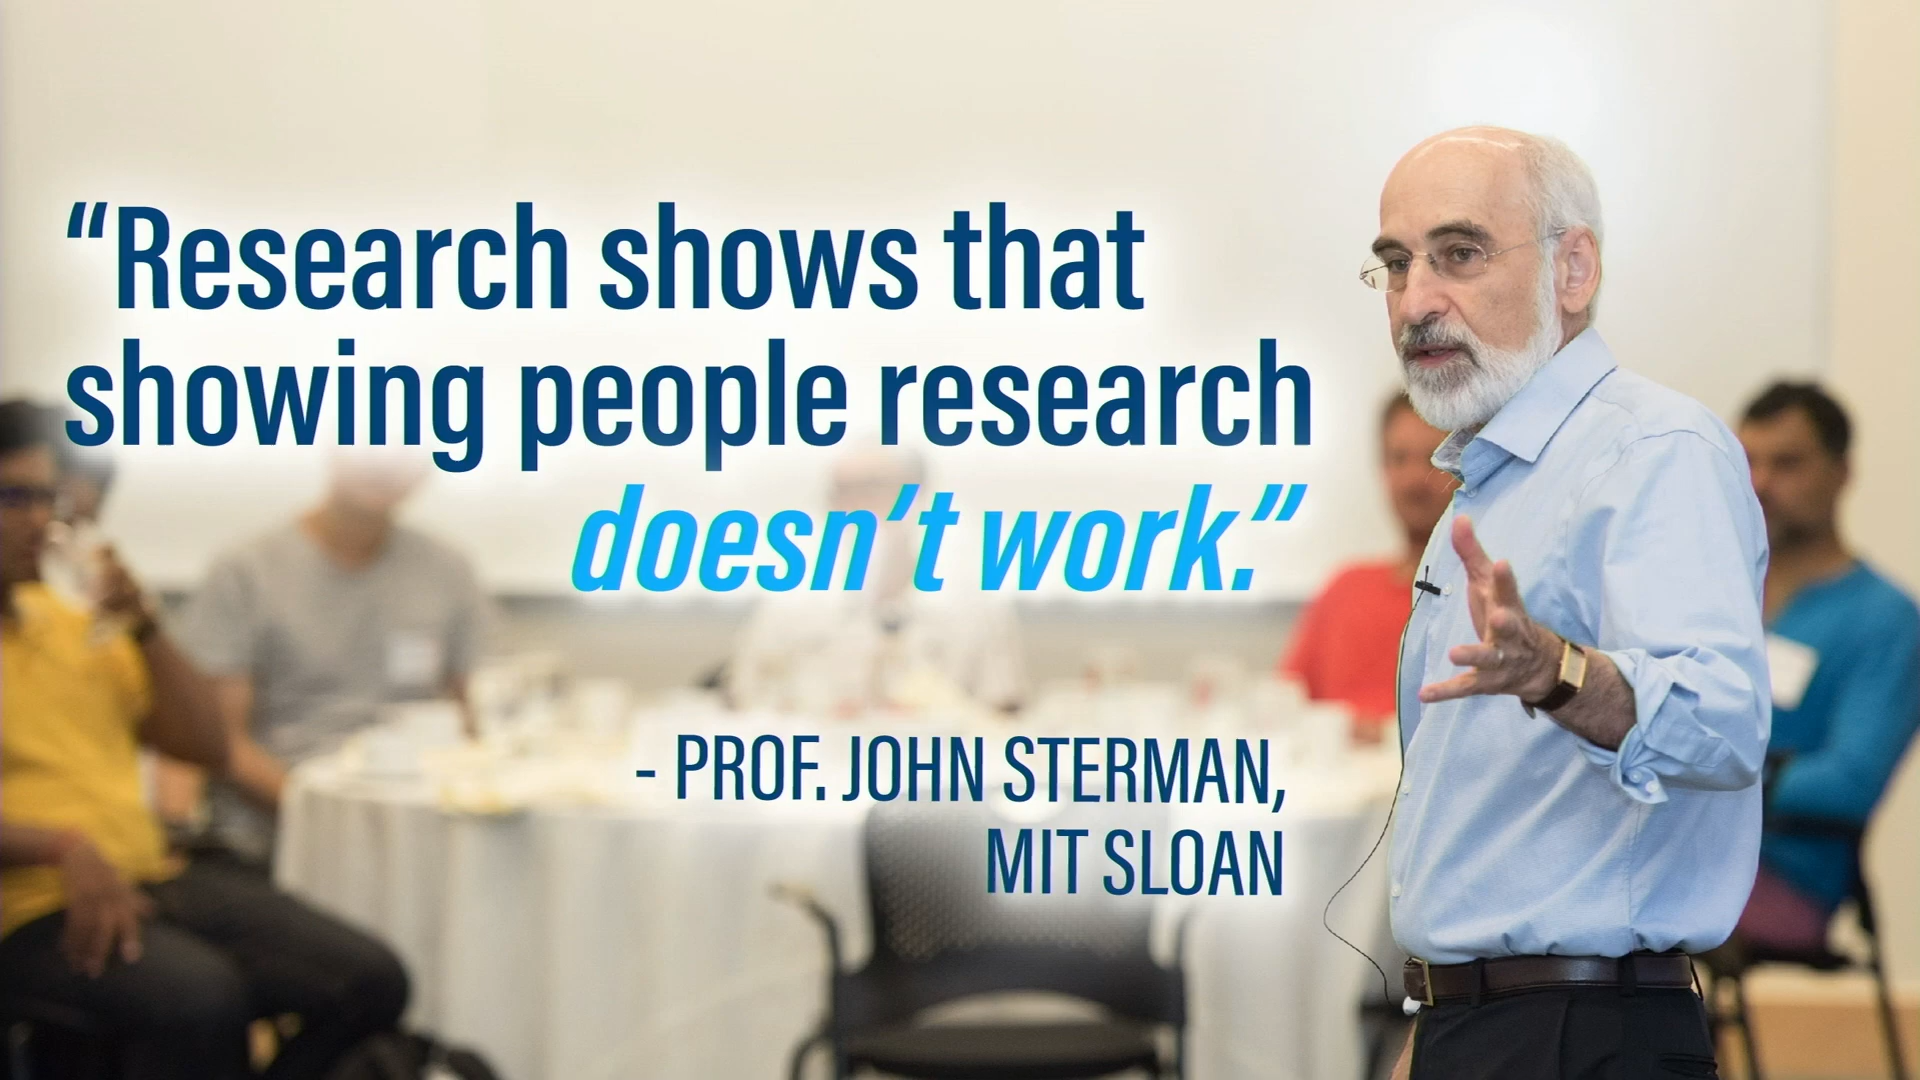 “Research shows that
showing people research
doesn’t work.”
- PROF. JOHN STERMAN,
MIT SLOAN